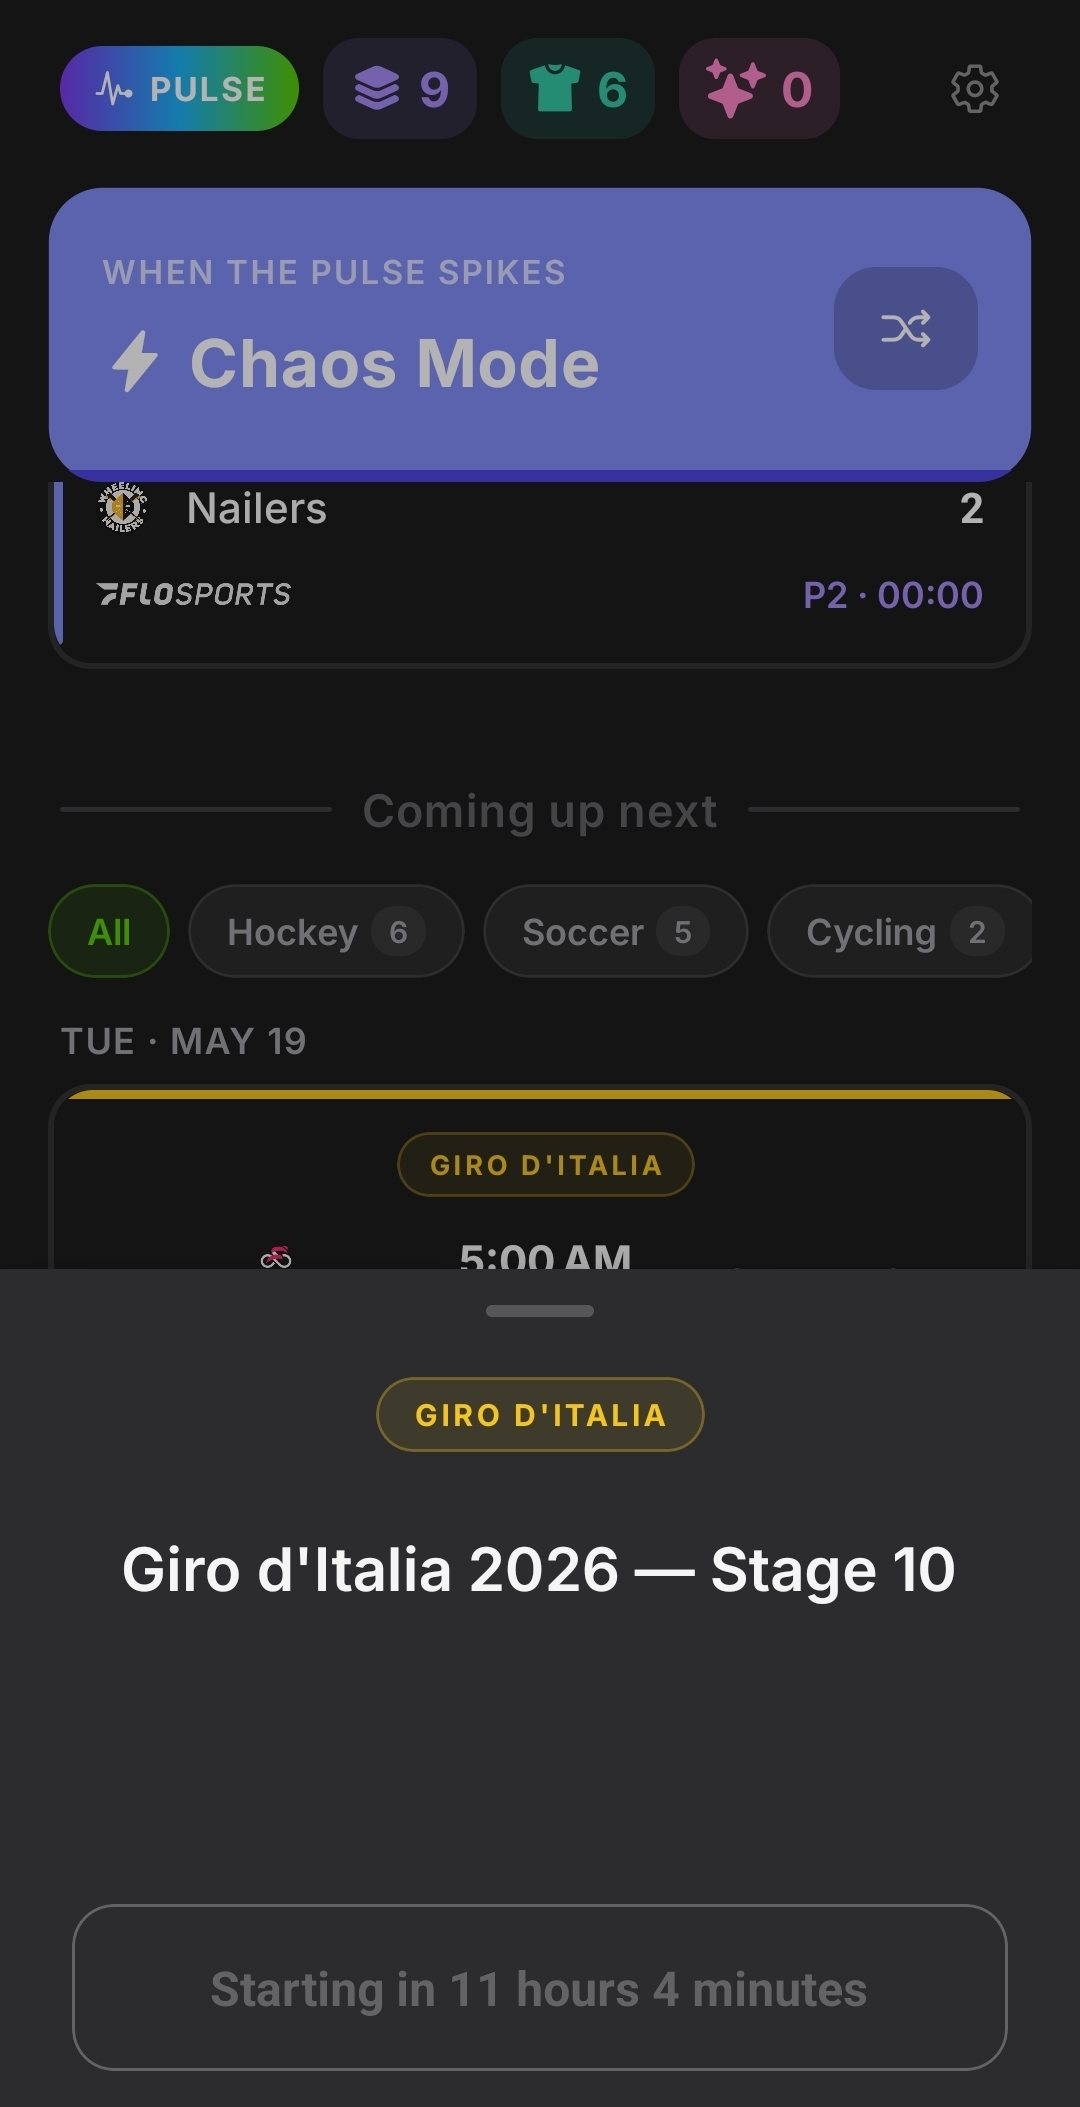 PULSE 9 6 0
WHEN THE PULSE SPIKES
Chaos Mode
WHEELING NAILERS
Nailers 2
FLOSPORTS P2 · 00:00
Coming up next
All Hockey 6 Soccer 5 Cycling 2
TUE · MAY 19
GIRO D'ITALIA
5:00 AM
GIRO D'ITALIA
Giro d'Italia 2026 — Stage 10
Starting in 11 hours 4 minutes